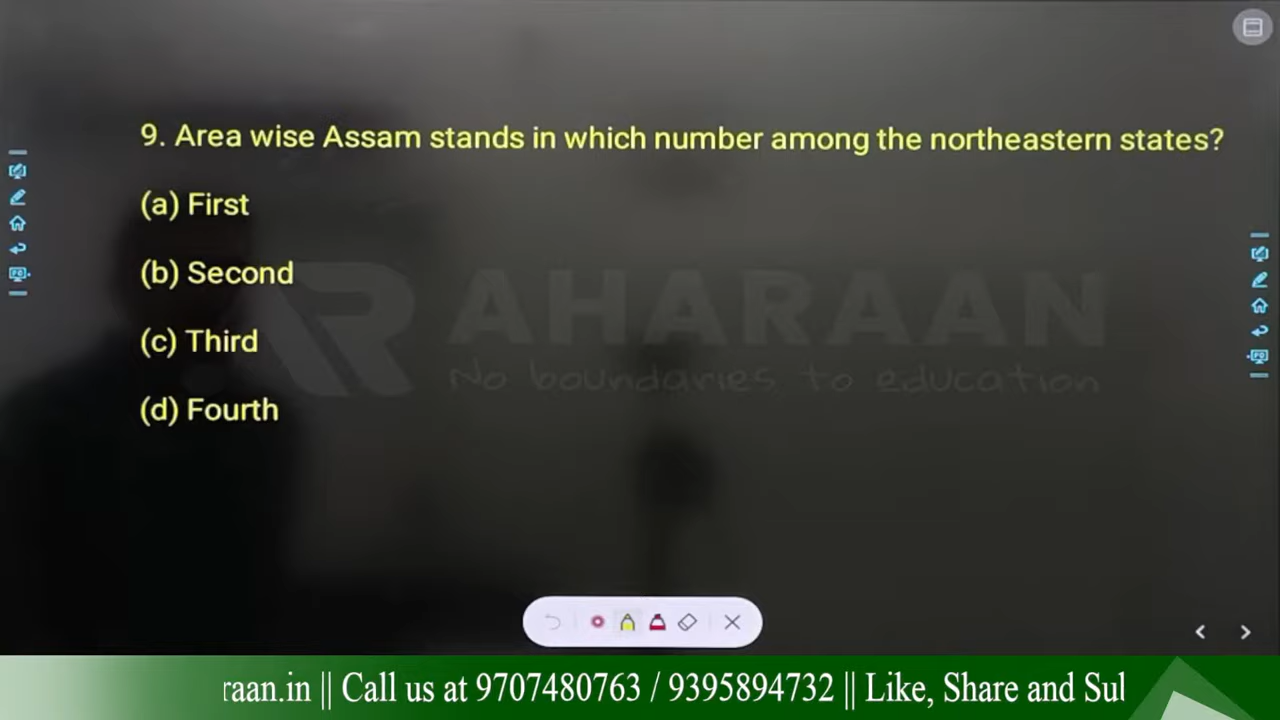 9. Area wise Assam stands in which number among the northeastern states?
(a) First
(b) Second
(c) Third
(d) Fourth
AHARAAN
No boundaries to education
raan.in || Call us at 9707480763 / 9395894732 || Like, Share and Sul